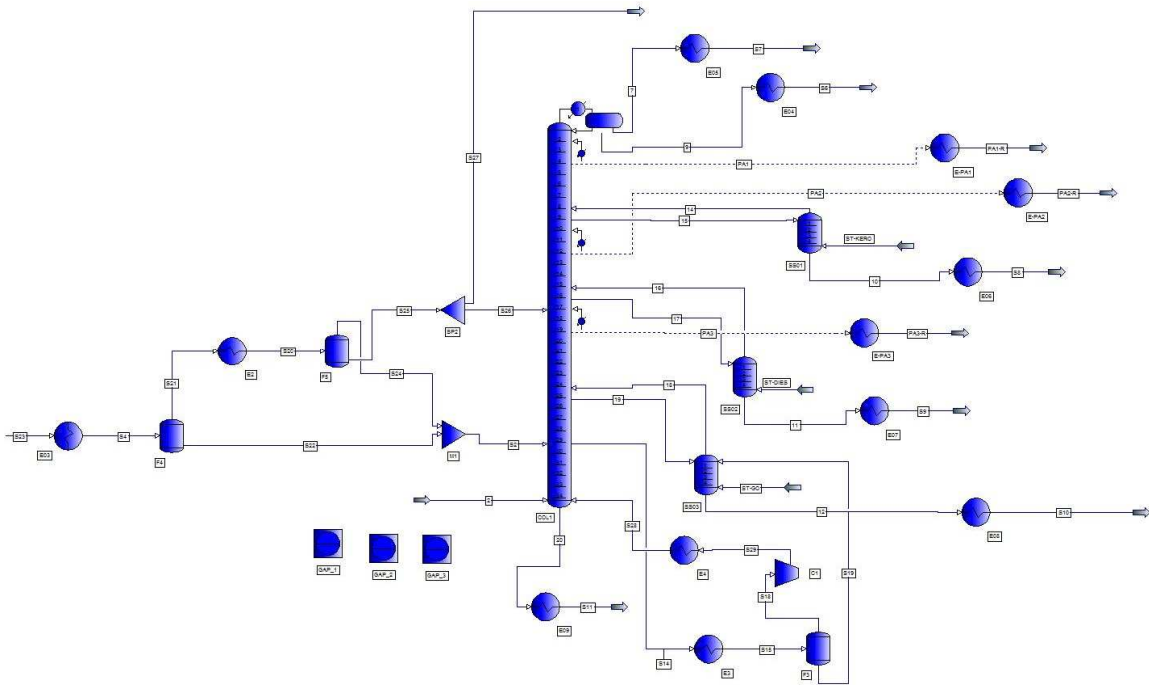 S7
E05
7
S6
E04
9
S27
PA1
PA1-R
E-PA1
PA2
PA2-R
E-PA2
14
15
ST-KERO
SS01
10
S8
E06
16
17
S25
SP2
S26
PA3
PA3-R
E-PA3
S20
E2
F5
S24
S21
ST-DIES
SS02
18
19
11
S9
E07
S23
E03
S4
F4
S22
M1
S2
SS03
ST-GO
2
COL1
12
S10
E08
S28
20
GAP_1
GAP_2
GAP_3
E4
S29
C1
S19
S18
S11
E09
S14
E3
S15
F3